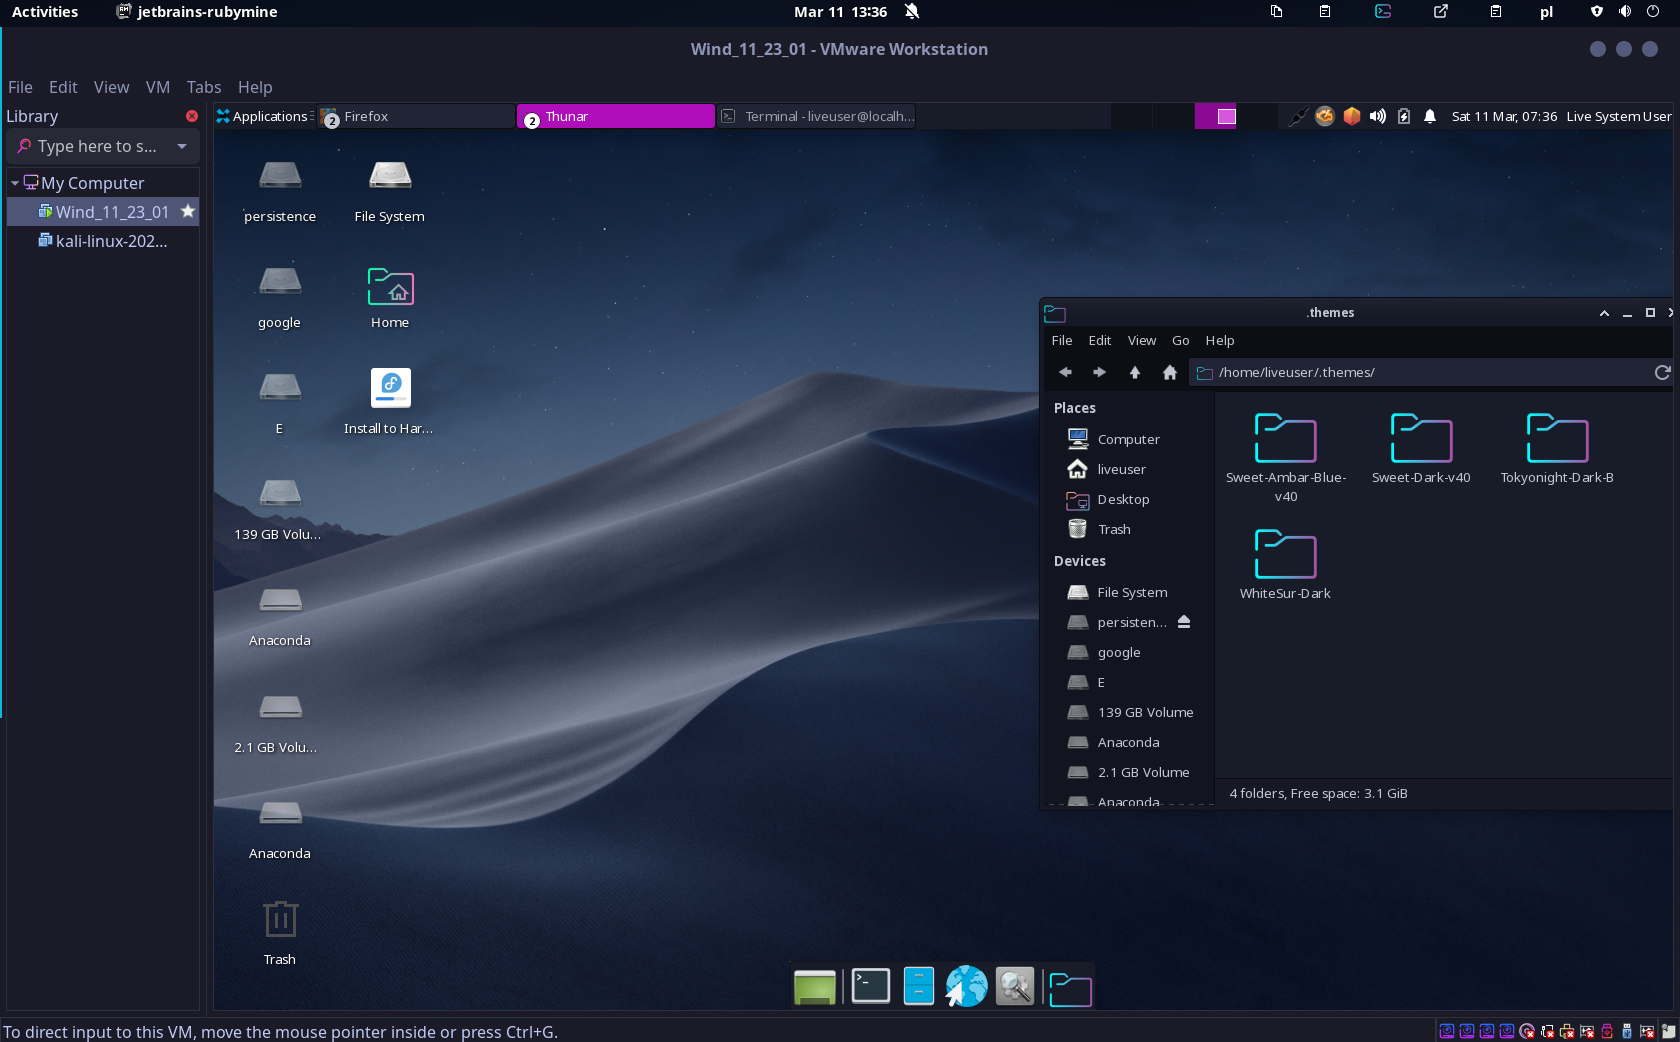 Activities
jetbrains-rubymine
Mar 11 13:36
pl
Wind_11_23_01 - VMware Workstation
File Edit View VM Tabs Help
Library
Type here to s...
My Computer
Wind_11_23_01
kali-linux-202...
Applications
2 Firefox
2 Thunar
Terminal - liveuser@localh...
Sat 11 Mar, 07:36
Live System User
persistence
File System
google
Home
E
Install to Har...
139 GB Volu...
Anaconda
2.1 GB Volu...
Anaconda
Trash
.themes
File Edit View Go Help
/home/liveuser/.themes/
Places
Computer
liveuser
Desktop
Trash
Devices
File System
persisten...
google
E
139 GB Volume
Anaconda
2.1 GB Volume
Anaconda
Sweet-Ambar-Blue-
v40
Sweet-Dark-v40
Tokyonight-Dark-B
WhiteSur-Dark
4 folders, Free space: 3.1 GiB
To direct input to this VM, move the mouse pointer inside or press Ctrl+G.